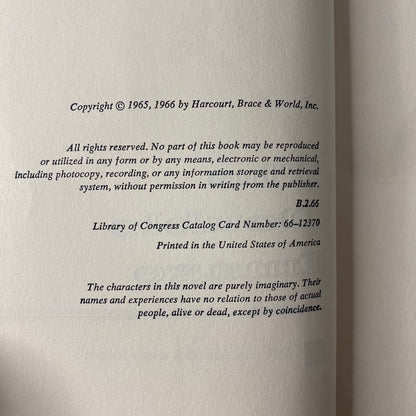 Copyright © 1965, 1966 by Harcourt, Brace & World, Inc.
All rights reserved. No part of this book may be reproduced
or utilized in any form or by any means, electronic or mechanical,
including photocopy, recording, or any information storage and retrieval
system, without permission in writing from the publisher.
B.2.66
Library of Congress Catalog Card Number: 66–12370
Printed in the United States of America
The characters in this novel are purely imaginary. Their
names and experiences have no relation to those of actual
people, alive or dead, except by coincidence.